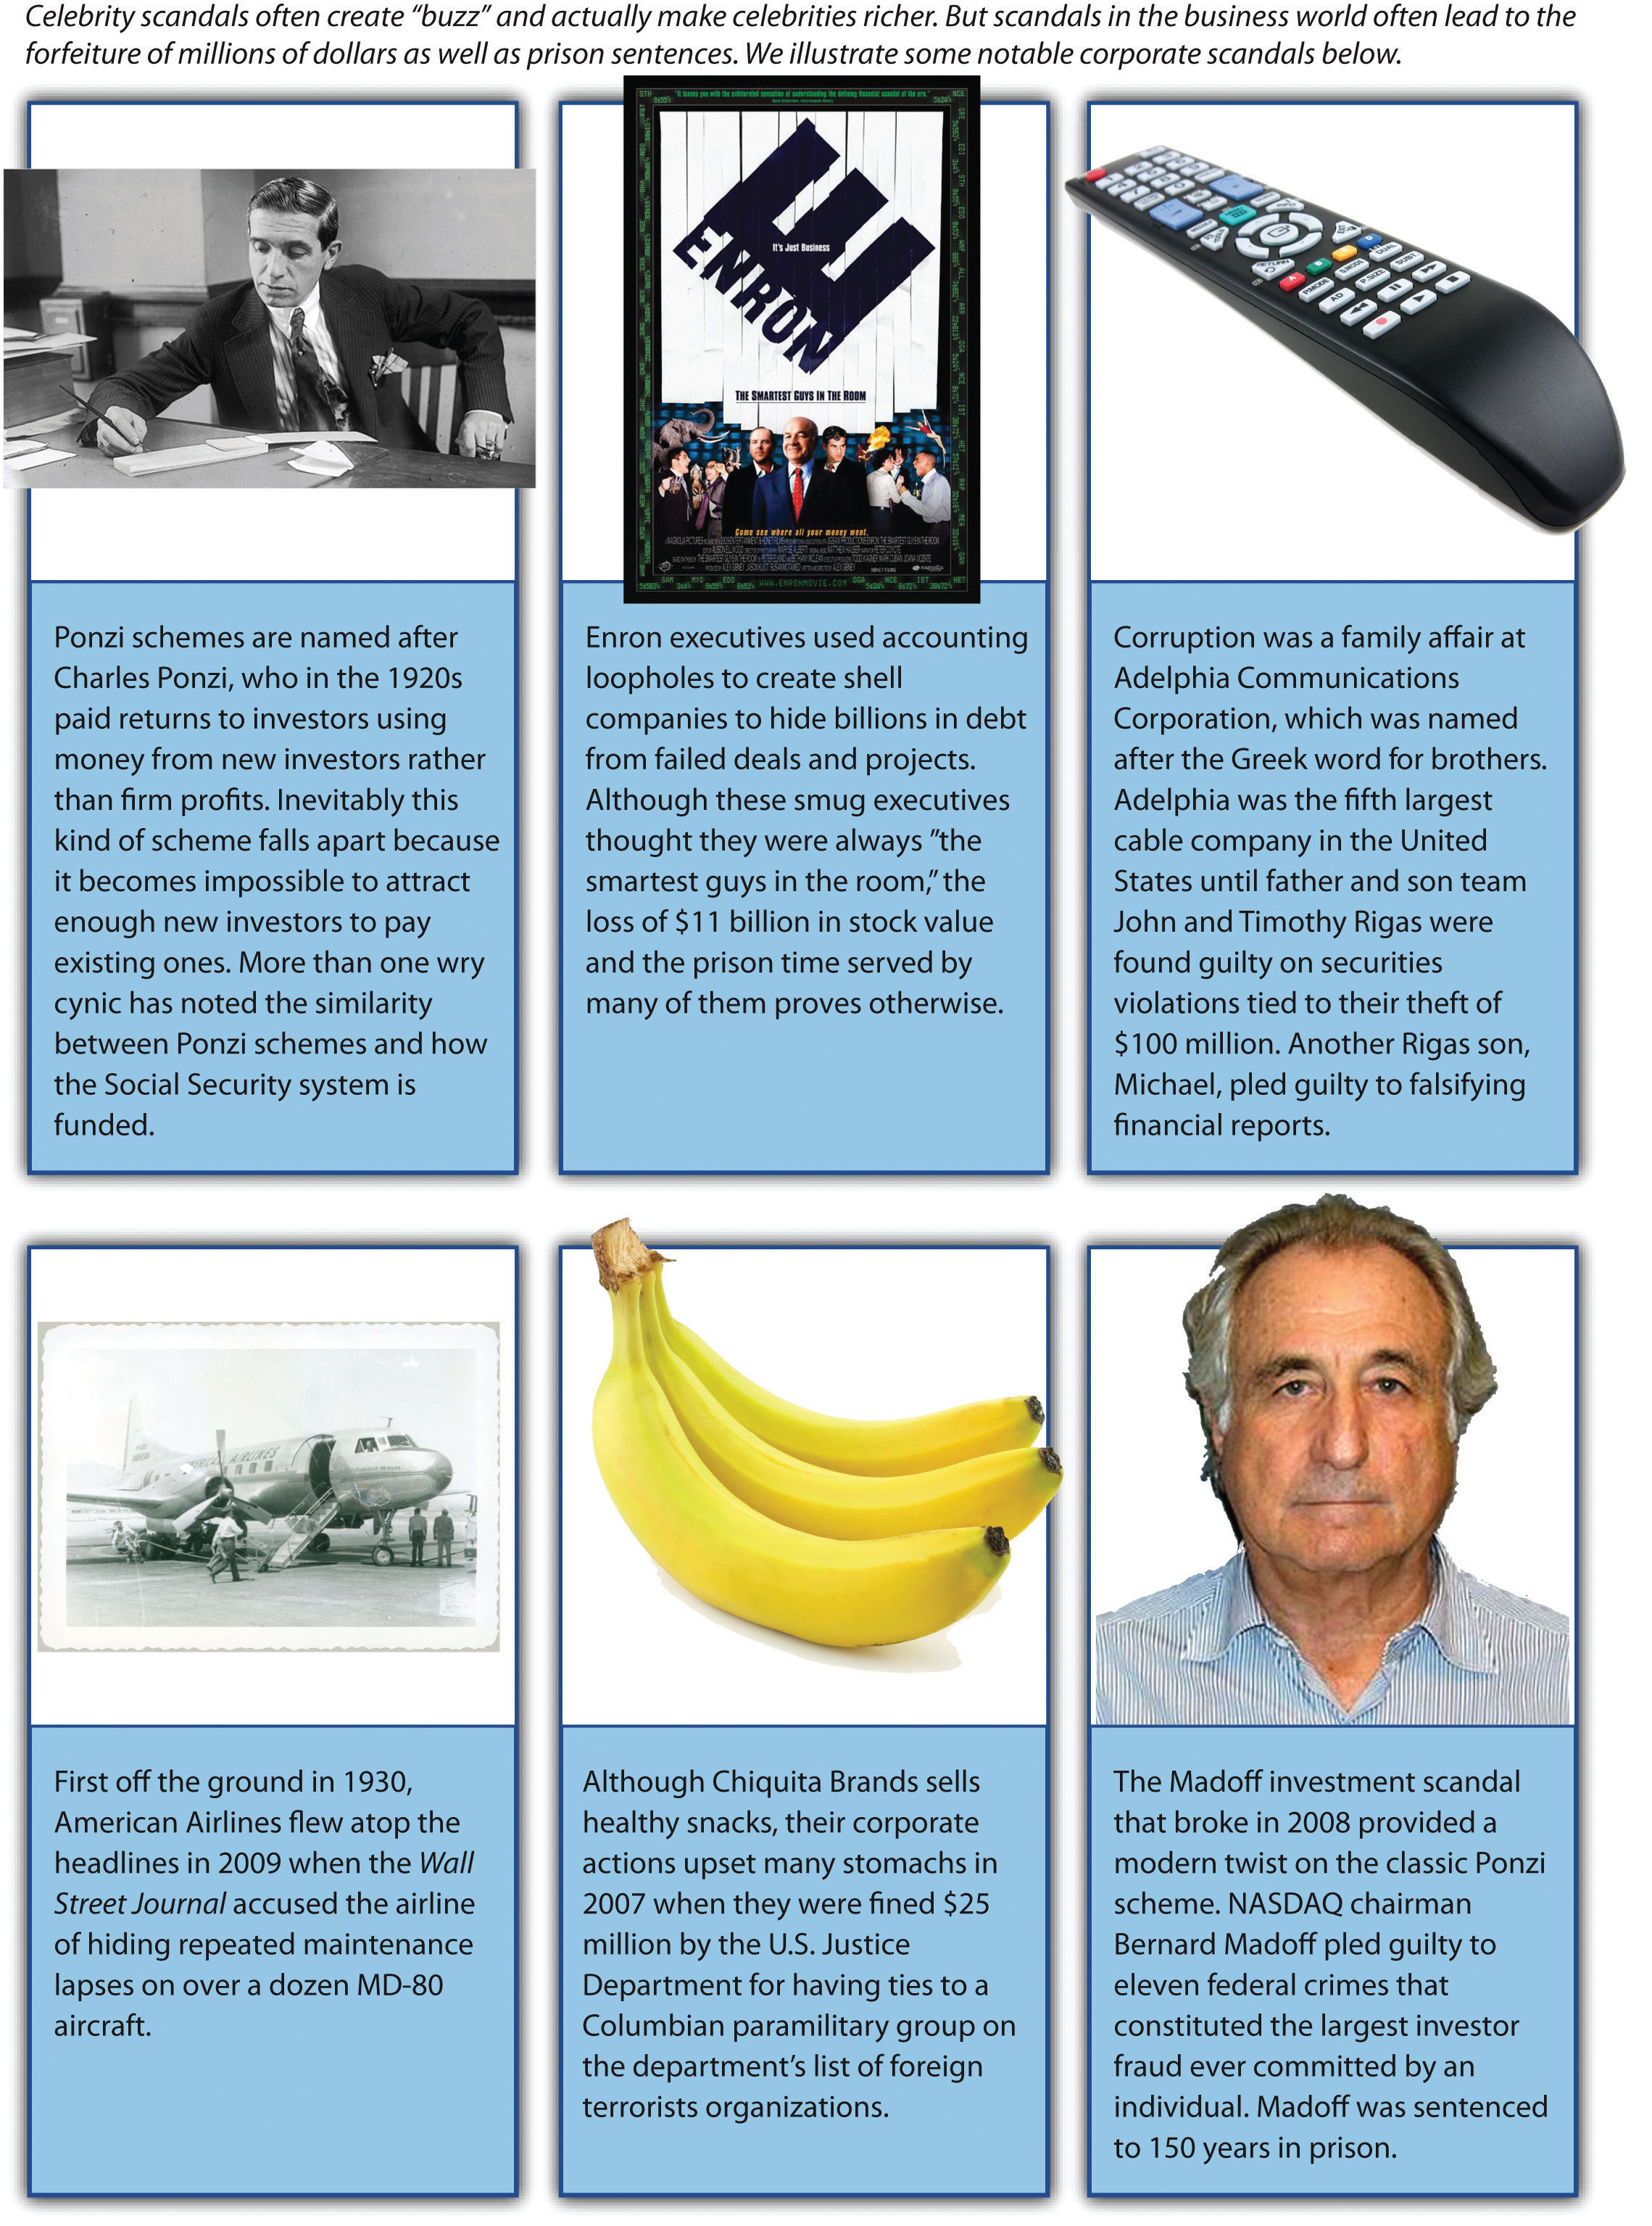 Celebrity scandals often create “buzz” and actually make celebrities richer. But scandals in the business world often lead to the
forfeiture of millions of dollars as well as prison sentences. We illustrate some notable corporate scandals below.
It's Just Business
ENRON
THE SMARTEST GUYS IN THE ROOM
Come see where all your money went.
WWW.ENRONMOVIE.COM
Ponzi schemes are named after
Charles Ponzi, who in the 1920s
paid returns to investors using
money from new investors rather
than firm profits. Inevitably this
kind of scheme falls apart because
it becomes impossible to attract
enough new investors to pay
existing ones. More than one wry
cynic has noted the similarity
between Ponzi schemes and how
the Social Security system is
funded.
Enron executives used accounting
loopholes to create shell
companies to hide billions in debt
from failed deals and projects.
Although these smug executives
thought they were always ”the
smartest guys in the room,” the
loss of $11 billion in stock value
and the prison time served by
many of them proves otherwise.
Corruption was a family affair at
Adelphia Communications
Corporation, which was named
after the Greek word for brothers.
Adelphia was the fifth largest
cable company in the United
States until father and son team
John and Timothy Rigas were
found guilty on securities
violations tied to their theft of
$100 million. Another Rigas son,
Michael, pled guilty to falsifying
financial reports.
First off the ground in 1930,
American Airlines flew atop the
headlines in 2009 when the Wall
Street Journal accused the airline
of hiding repeated maintenance
lapses on over a dozen MD-80
aircraft.
Although Chiquita Brands sells
healthy snacks, their corporate
actions upset many stomachs in
2007 when they were fined $25
million by the U.S. Justice
Department for having ties to a
Columbian paramilitary group on
the department’s list of foreign
terrorists organizations.
The Madoff investment scandal
that broke in 2008 provided a
modern twist on the classic Ponzi
scheme. NASDAQ chairman
Bernard Madoff pled guilty to
eleven federal crimes that
constituted the largest investor
fraud ever committed by an
individual. Madoff was sentenced
to 150 years in prison.